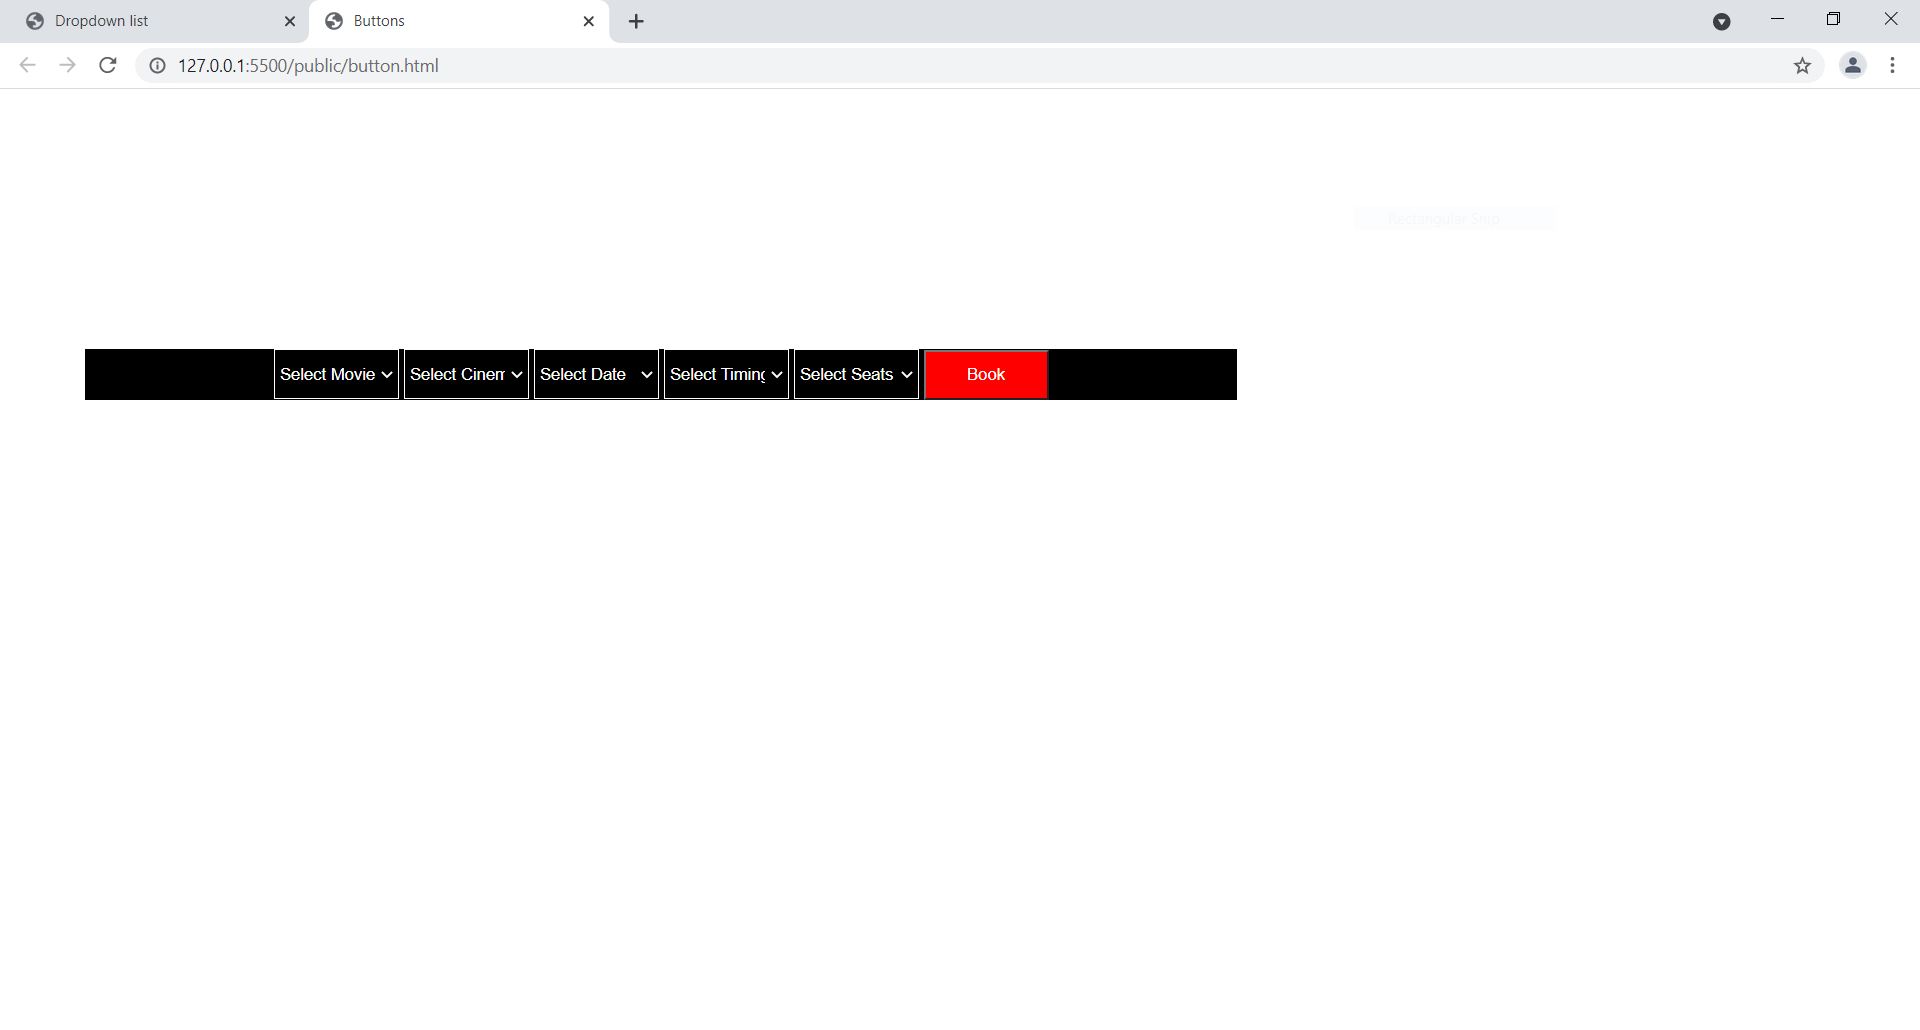 Dropdown list
Buttons
127.0.0.1:5500/public/button.html
Rectangular Snip
Select Movie
Select Cinem
Select Date
Select Timing
Select Seats
Book